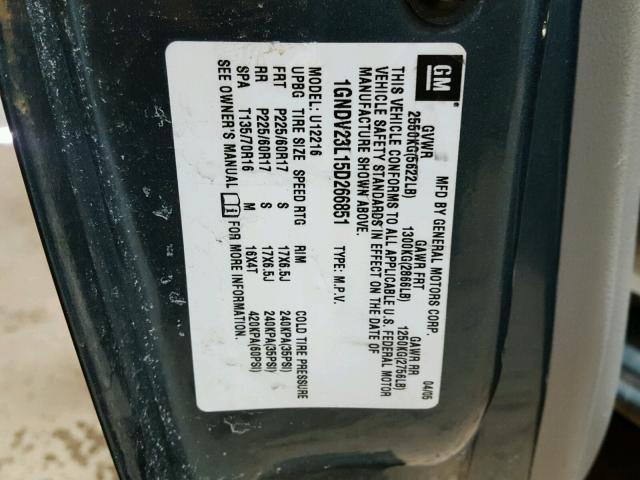 GM
MFD BY GENERAL MOTORS CORP. 04/05
GVWR GAWR FRT GAWR RR
2550KG(5622LB) 1300KG(2866LB) 1250KG(2756LB)
THIS VEHICLE CONFORMS TO ALL APPLICABLE U.S. FEDERAL MOTOR
VEHICLE SAFETY STANDARDS IN EFFECT ON THE DATE OF
MANUFACTURE SHOWN ABOVE.
1GNDV23L15D266851 TYPE: M.P.V.
MODEL: U12216
UPBG TIRE SIZE SPEED RTG RIM COLD TIRE PRESSURE
FRT P225/60R17 S 17X6.5J 240KPA(35PSI)
RR P225/60R17 S 17X6.5J 240KPA(35PSI)
SPA T135/70R16 M 16X4T 420KPA(60PSI)
SEE OWNER'S MANUAL FOR MORE INFORMATION.